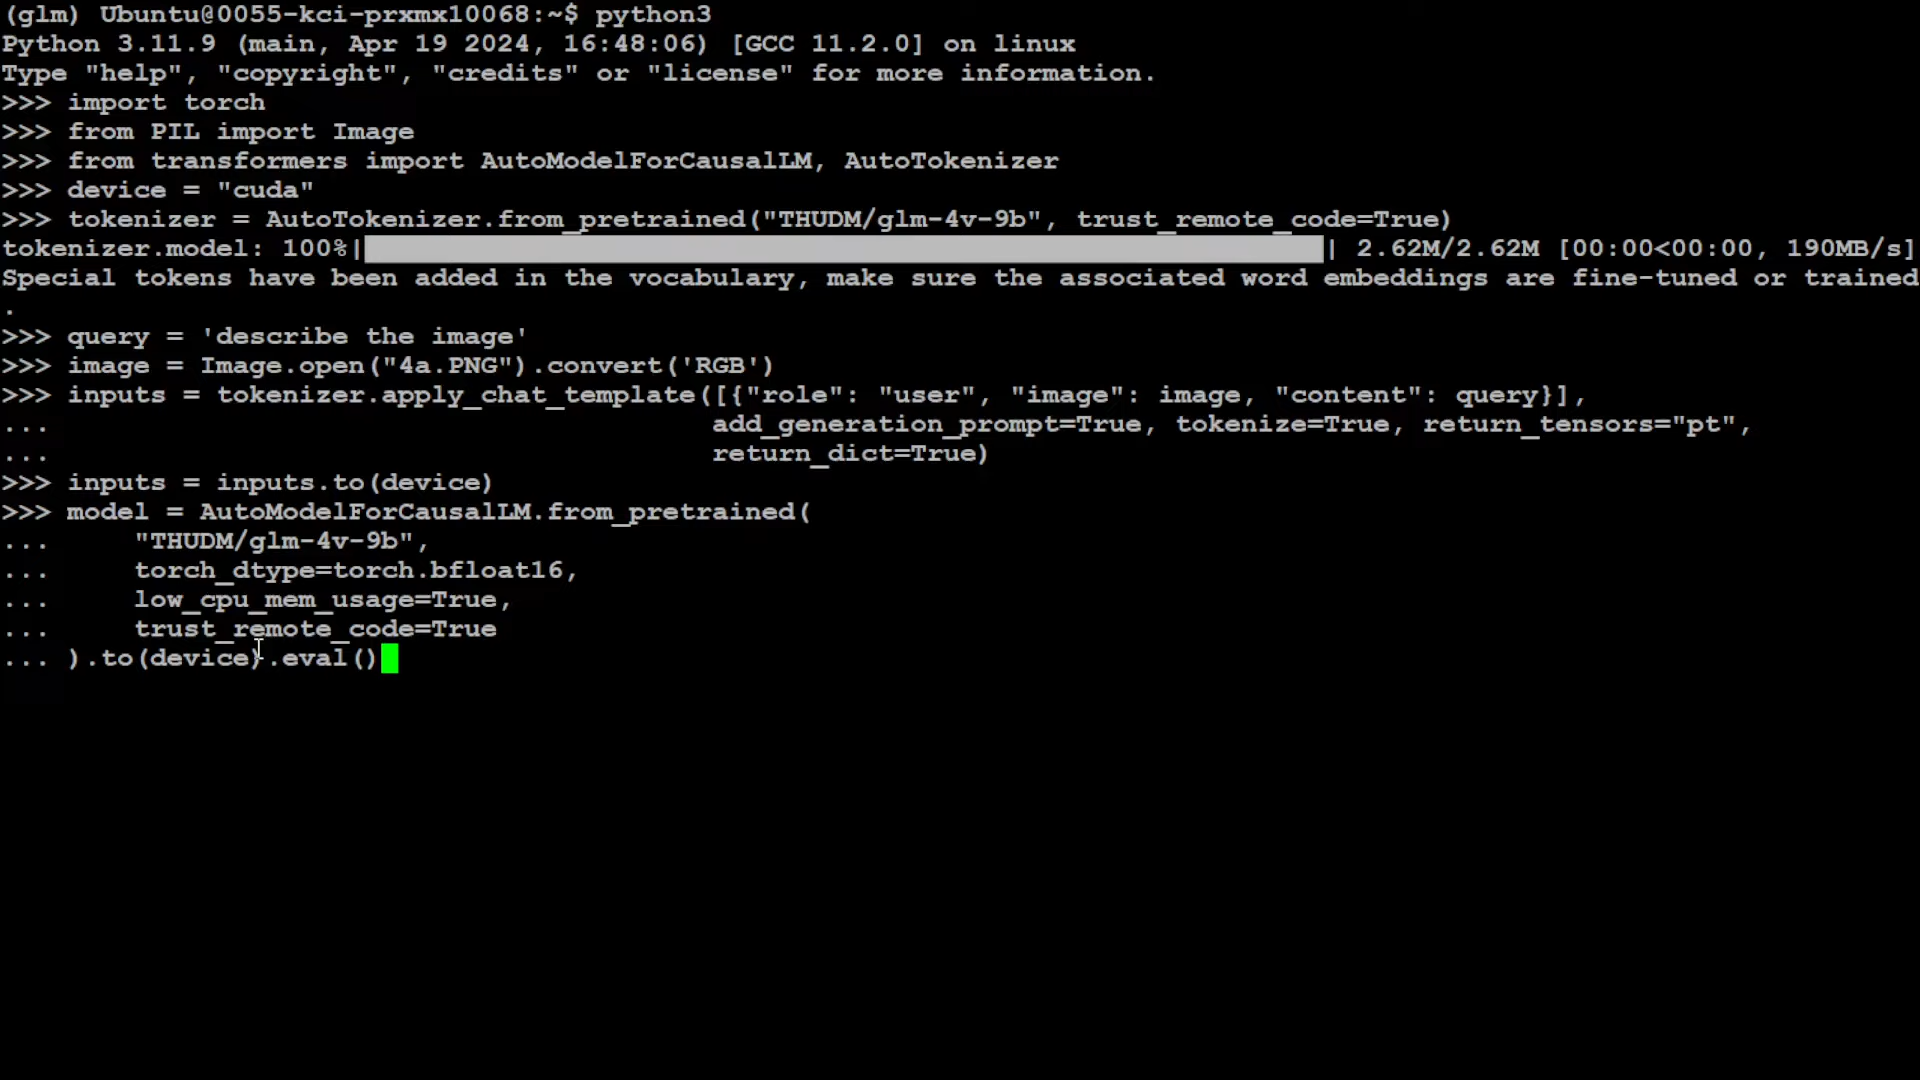 (glm) Ubuntu@0055-kci-prxmx10068:~$ python3
Python 3.11.9 (main, Apr 19 2024, 16:48:06) [GCC 11.2.0] on linux
Type "help", "copyright", "credits" or "license" for more information.
>>> import torch
>>> from PIL import Image
>>> from transformers import AutoModelForCausalLM, AutoTokenizer
>>> device = "cuda"
>>> tokenizer = AutoTokenizer.from_pretrained("THUDM/glm-4v-9b", trust_remote_code=True)
tokenizer.model: 100%|| 2.62M/2.62M [00:00<00:00, 190MB/s]
Special tokens have been added in the vocabulary, make sure the associated word embeddings are fine-tuned or trained
.
>>> query = 'describe the image'
>>> image = Image.open("4a.PNG").convert('RGB')
>>> inputs = tokenizer.apply_chat_template([{"role": "user", "image": image, "content": query}],
...                                        add_generation_prompt=True, tokenize=True, return_tensors="pt",
...                                        return_dict=True)
>>> inputs = inputs.to(device)
>>> model = AutoModelForCausalLM.from_pretrained(
...     "THUDM/glm-4v-9b",
...     torch_dtype=torch.bfloat16,
...     low_cpu_mem_usage=True,
...     trust_remote_code=True
... ).to(device).eval()